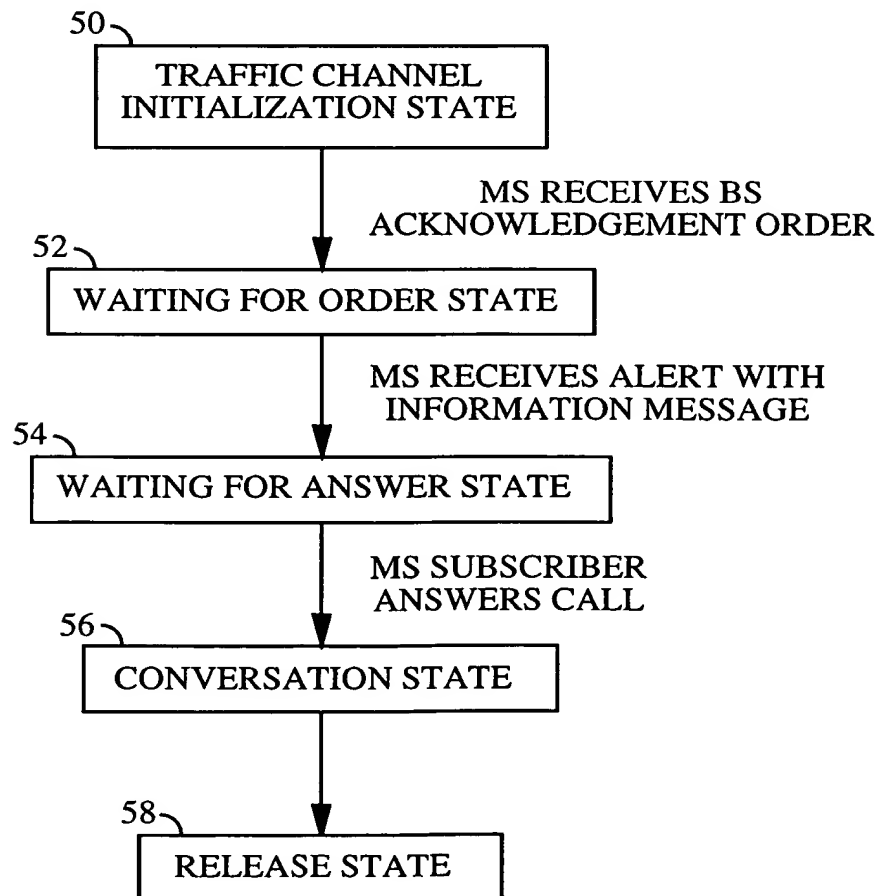 50
TRAFFIC CHANNEL
INITIALIZATION STATE
MS RECEIVES BS
ACKNOWLEDGEMENT ORDER
52
WAITING FOR ORDER STATE
MS RECEIVES ALERT WITH
INFORMATION MESSAGE
54
WAITING FOR ANSWER STATE
MS SUBSCRIBER
ANSWERS CALL
56
CONVERSATION STATE
58
RELEASE STATE